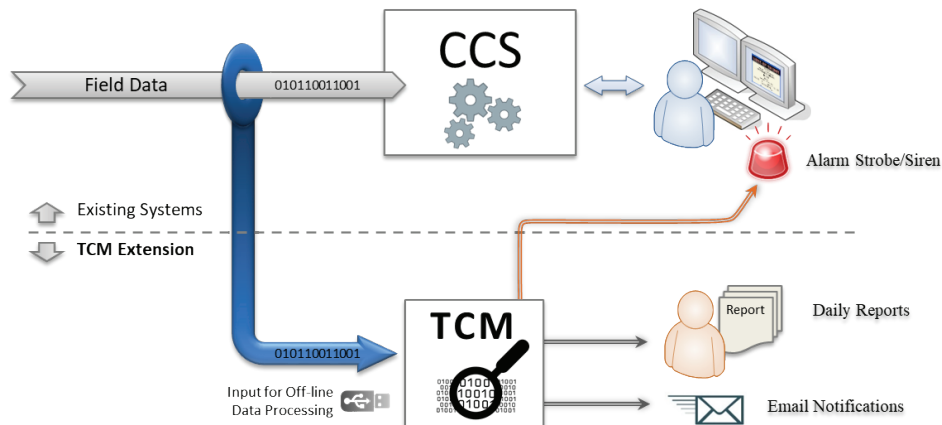 CCS
Field Data
010110011001
Alarm Strobe/Siren
Existing Systems
TCM Extension
TCM
Report
Daily Reports
010110011001
Input for Off-line
Data Processing
Email Notifications